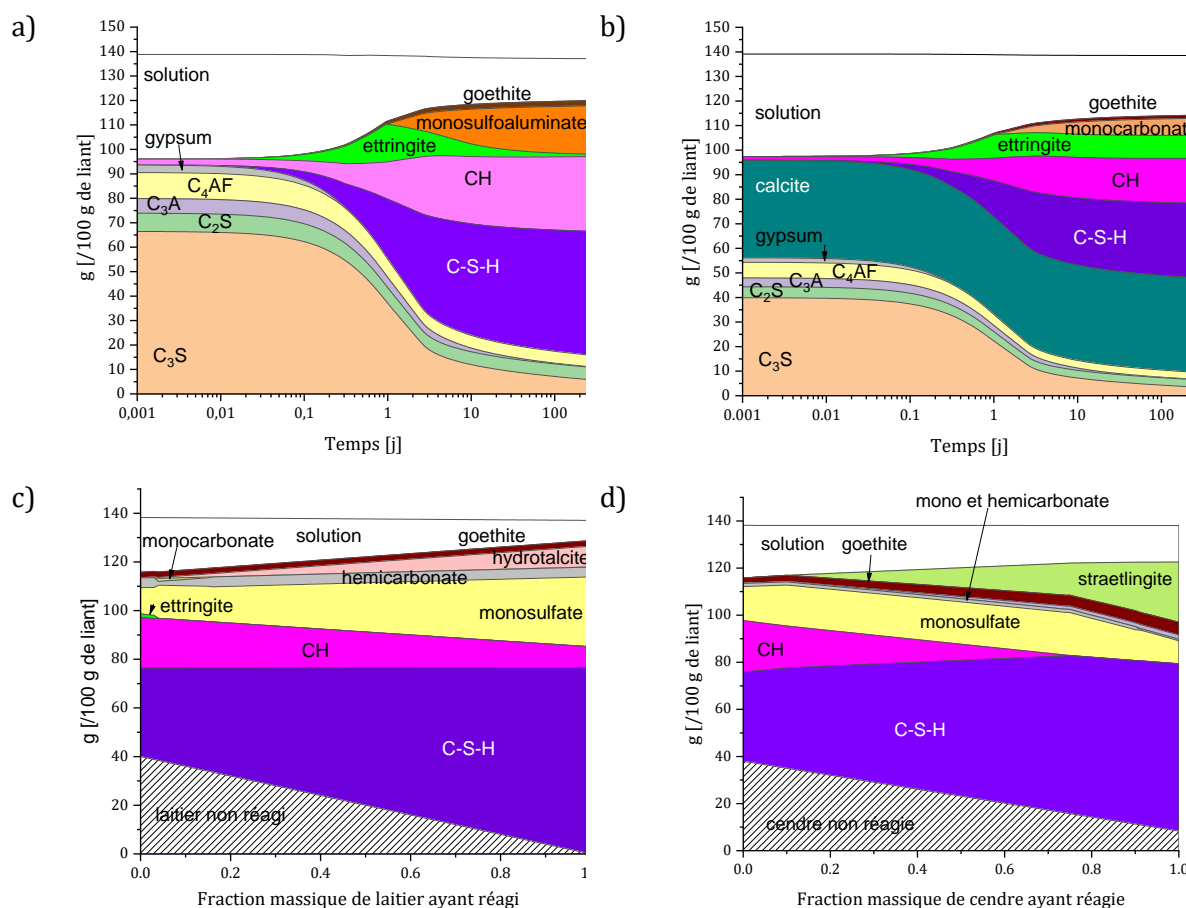 a)
150
140
130
120
110
100
90
80
70
60
50
40
30
20
10
0
g [/100 g de liant]
solution
gypsum
C4AF
C3A
C2S
C3S
goethite
monosulfoaluminate
ettringite
CH
C-S-H
0,001
0,01
0,1
1
10
100
Temps [j]
b)
150
140
130
120
110
100
90
80
70
60
50
40
30
20
10
0
g [/100 g de liant]
solution
calcite
gypsum
C4AF
C3A
C2S
C3S
goethite
monocarbonat
ettringite
CH
C-S-H
0.001
0.01
0.1
1
10
100
Temps [j]
c)
140
120
100
80
60
40
20
0
g [/100 g de liant]
solution
goethite
monocarbonate
hydrotalcite
hemicarbonate
ettringite
monosulfate
CH
C-S-H
laitier non réagi
0.0
0.2
0.4
0.6
0.8
1
Fraction massique de laitier ayant réagi
d)
140
120
100
80
60
40
20
0
g [/100 g de liant]
mono et hemicarbonate
solution
goethite
straetlingite
monosulfate
CH
C-S-H
cendre non réagie
0.0
0.2
0.4
0.6
0.8
1.0
Fraction massique de cendre ayant réagie